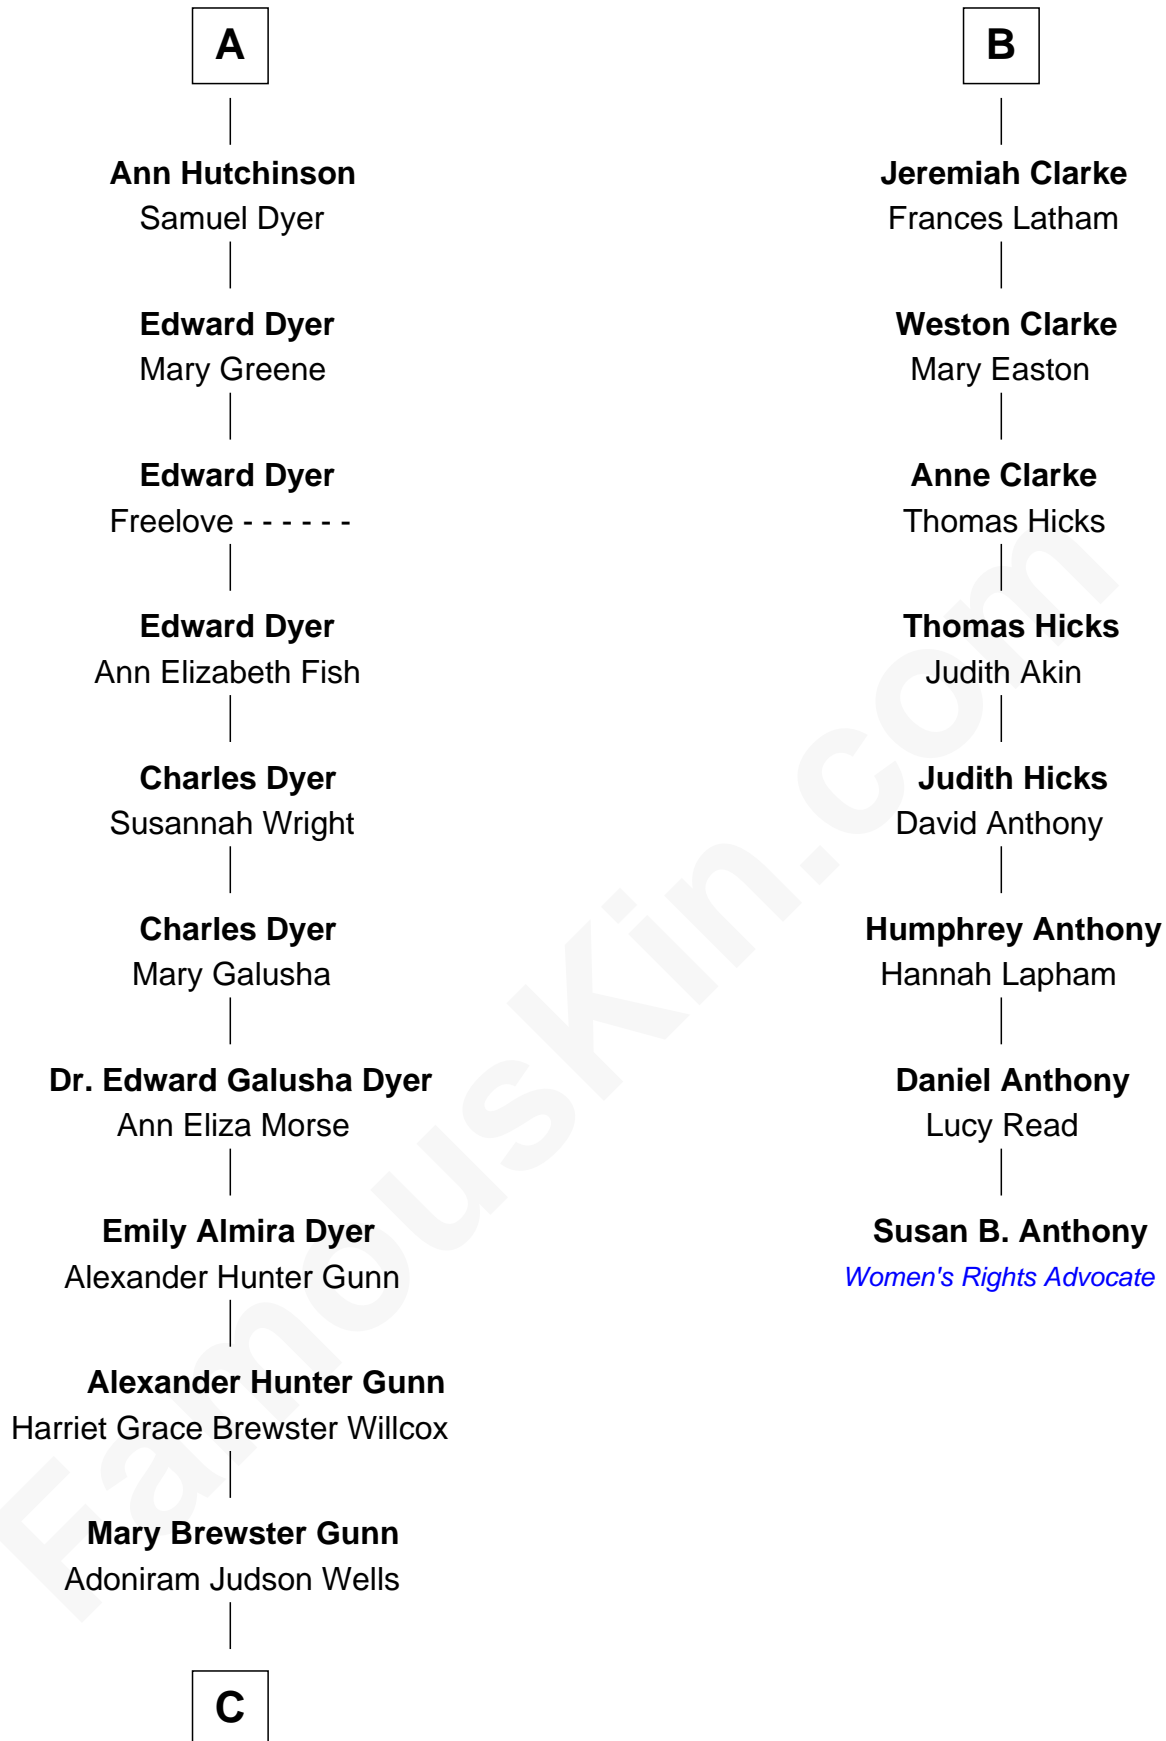 A
Ann Hutchinson
Samuel Dyer
Edward Dyer
Mary Greene
Edward Dyer
Freelove - - - - - -
Edward Dyer
Ann Elizabeth Fish
Charles Dyer
Susannah Wright
Charles Dyer
Mary Galusha
Dr. Edward Galusha Dyer
Ann Eliza Morse
Emily Almira Dyer
Alexander Hunter Gunn
Alexander Hunter Gunn
Harriet Grace Brewster Willcox
Mary Brewster Gunn
Adoniram Judson Wells
C
B
Jeremiah Clarke
Frances Latham
Weston Clarke
Mary Easton
Anne Clarke
Thomas Hicks
Thomas Hicks
Judith Akin
Judith Hicks
David Anthony
Humphrey Anthony
Hannah Lapham
Daniel Anthony
Lucy Read
Susan B. Anthony
Women's Rights Advocate
FamousKin.com